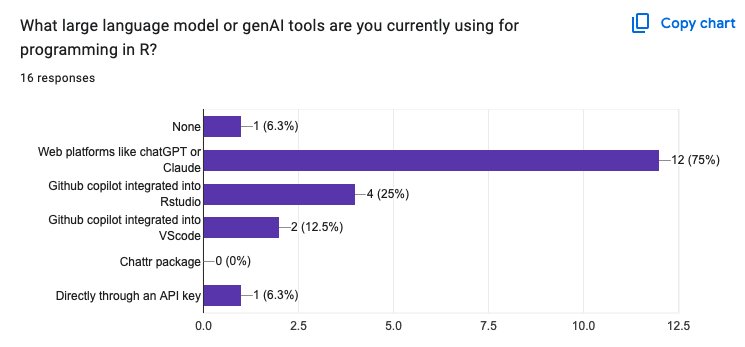 What large language model or genAI tools are you currently using for
Copy chart
programming in R?
16 responses
None
1 (6.3%)
Web platforms like chatGPT or
Claude
12 (75%)
Github copilot integrated into
Rstudio
4 (25%)
Github copilot integrated into
VScode
2 (12.5%)
Chattr package
0 (0%)
Directly through an API key
1 (6.3%)
0.0 2.5 5.0 7.5 10.0 12.5